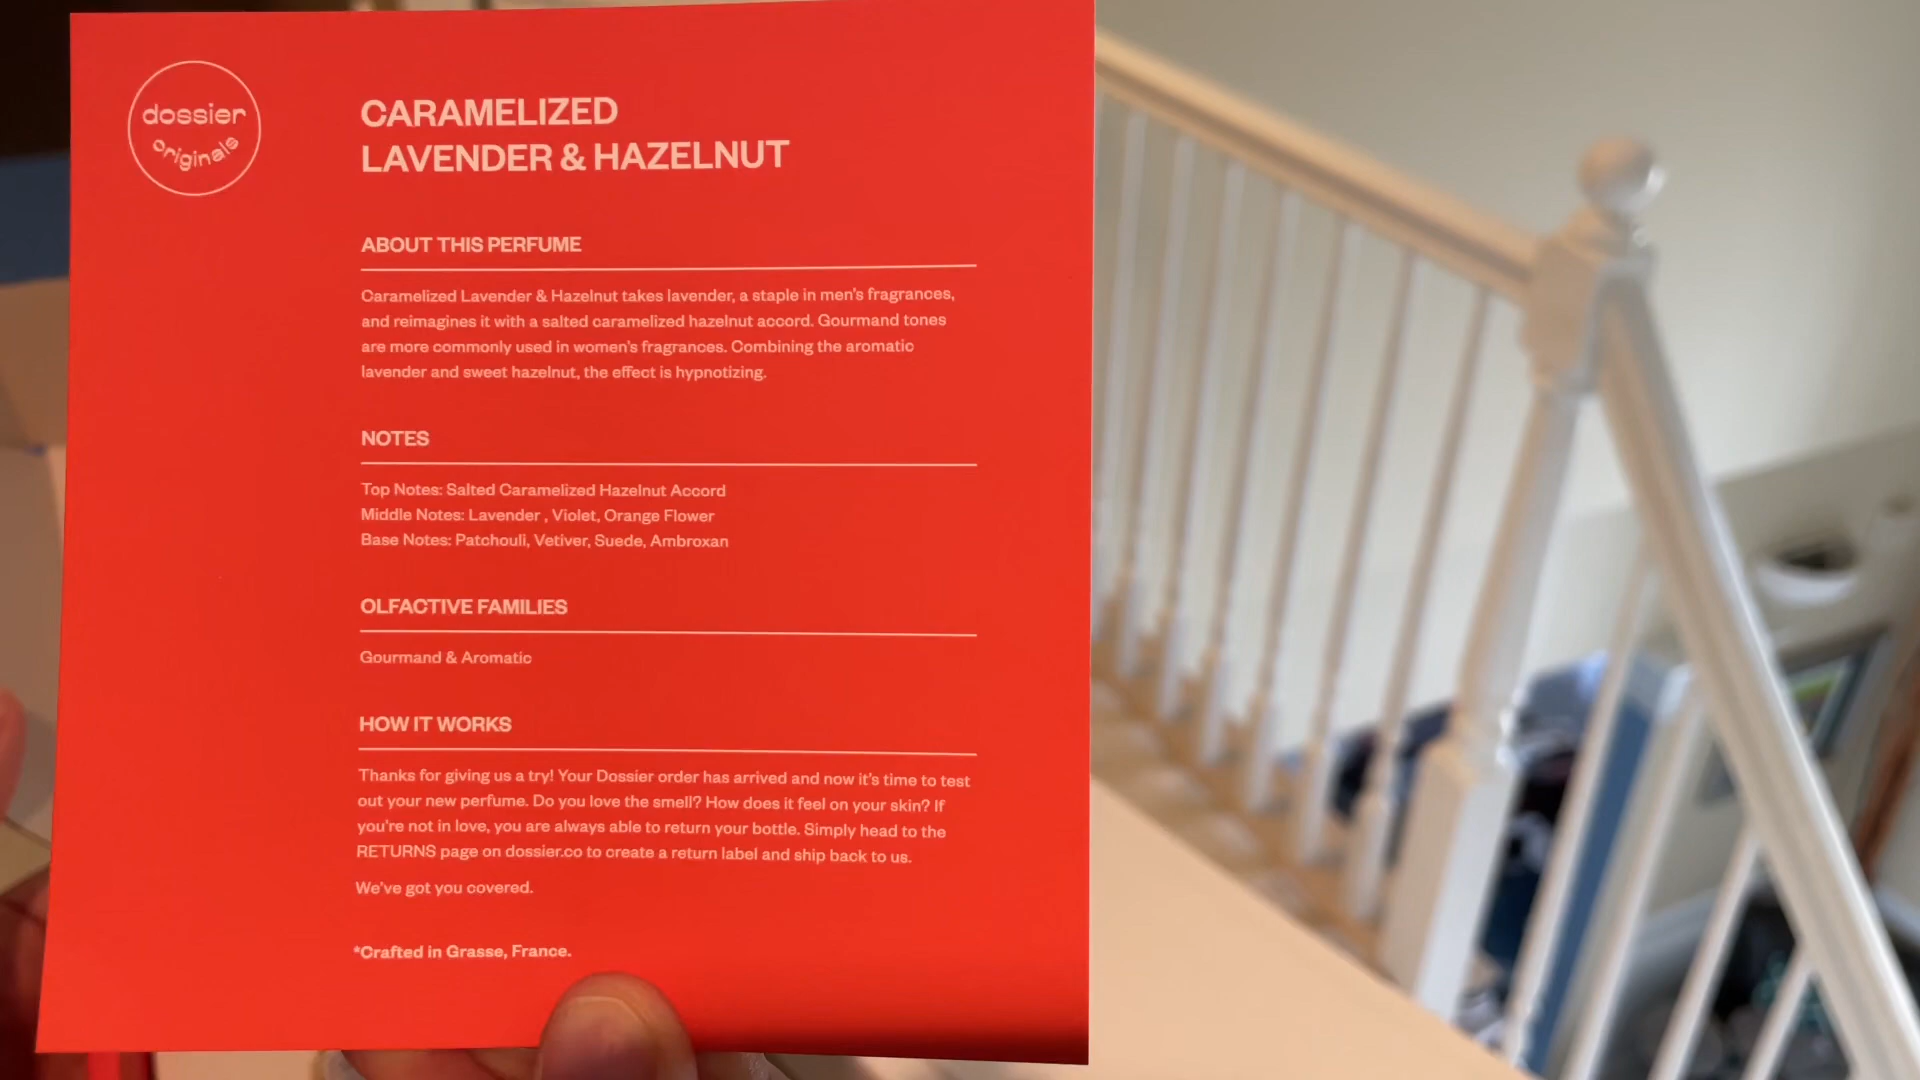 dossier
originals
CARAMELIZED
LAVENDER & HAZELNUT
ABOUT THIS PERFUME
Caramelized Lavender & Hazelnut takes lavender, a staple in men's fragrances,
and reimagines it with a salted caramelized hazelnut accord. Gourmand tones
are more commonly used in women's fragrances. Combining the aromatic
lavender and sweet hazelnut, the effect is hypnotizing.
NOTES
Top Notes: Salted Caramelized Hazelnut Accord
Middle Notes: Lavender , Violet, Orange Flower
Base Notes: Patchouli, Vetiver, Suede, Ambroxan
OLFACTIVE FAMILIES
Gourmand & Aromatic
HOW IT WORKS
Thanks for giving us a try! Your Dossier order has arrived and now it's time to test
out your new perfume. Do you love the smell? How does it feel on your skin? If
you're not in love, you are always able to return your bottle. Simply head to the
RETURNS page on dossier.co to create a return label and ship back to us.
We've got you covered.
*Crafted in Grasse, France.